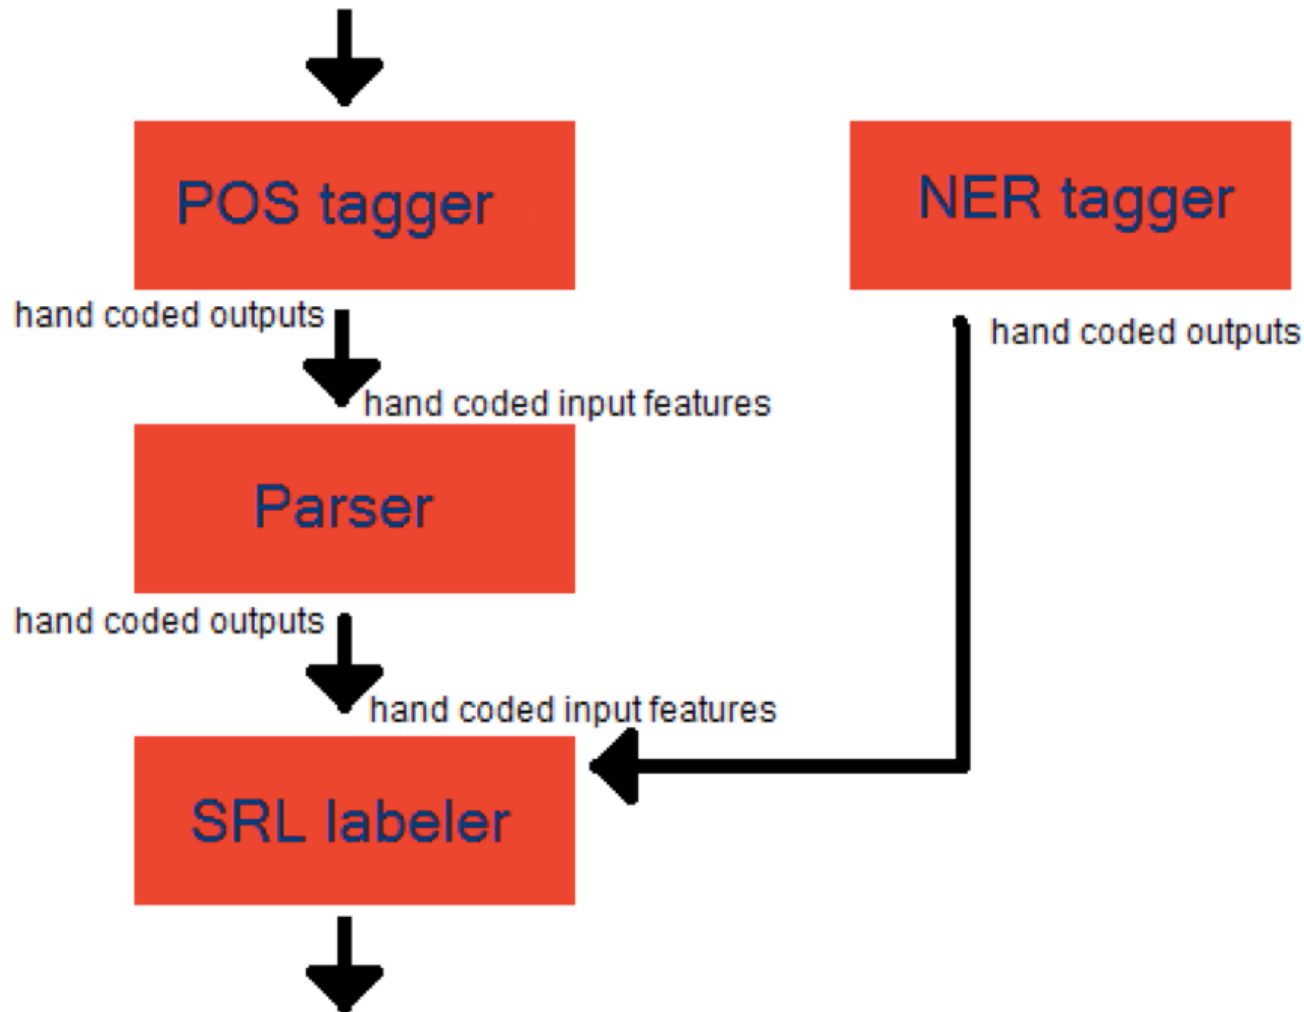 POS tagger
NER tagger
hand coded outputs
hand coded outputs
hand coded input features
Parser
hand coded outputs
hand coded input features
SRL labeler